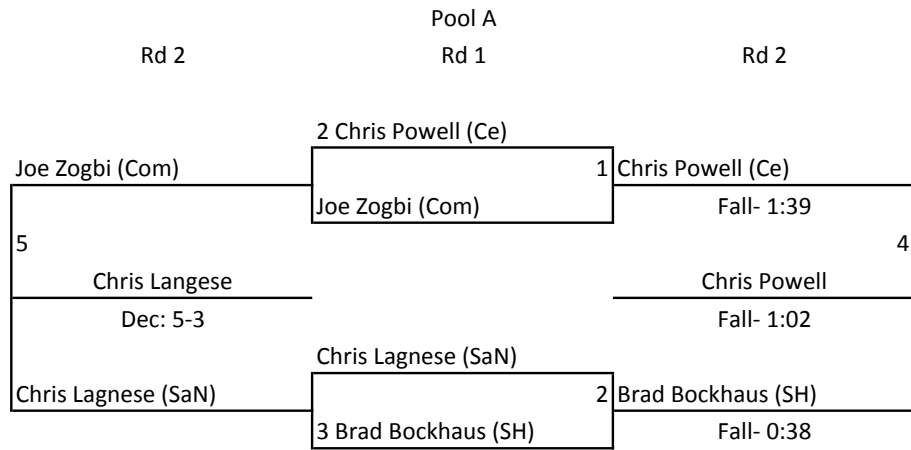 Pool A
Rd 2 Rd 1 Rd 2
2 Chris Powell (Ce)
Joe Zogbi (Com) 1 Chris Powell (Ce)
Joe Zogbi (Com) Fall- 1:39
5 4
Chris Langese Chris Powell
Dec: 5-3 Fall- 1:02
Chris Lagnese (SaN)
Chris Lagnese (SaN) 2 Brad Bockhaus (SH)
3 Brad Bockhaus (SH) Fall- 0:38